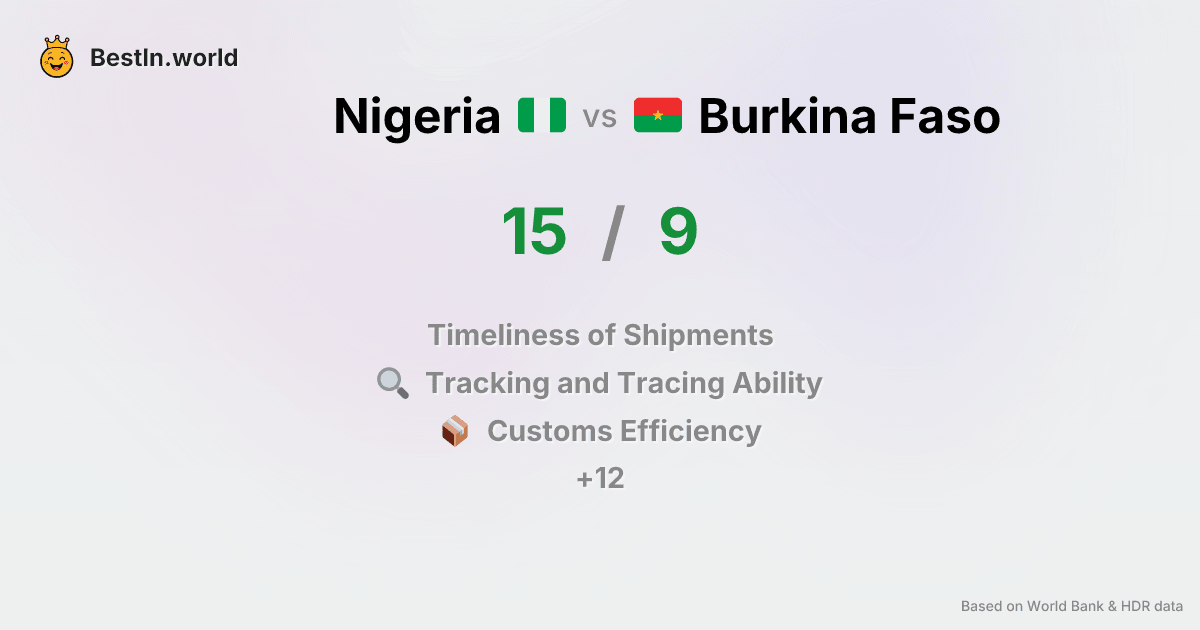 BestIn.world
Nigeria vs Burkina Faso
15 / 9
Timeliness of Shipments
Tracking and Tracing Ability
Customs Efficiency
+12
Based on World Bank & HDR data